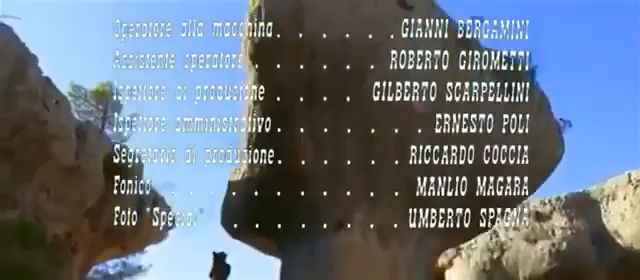 Operatore alla macchina . . . . . . GIANNI BERGAMINI
Assistente operatore . . . . . . ROBERTO GIROMETTI
Ispettore di produzione . . . . GILBERTO SCARPELLINI
Ispettore amministrativo . . . . . . . ERNESTO POLI
Segretario di produzione . . . . . . RICCARDO COCCIA
Fonico . . . . . . . . . . MANLIO MAGARA
Foto "Special" . . . . . . . . UMBERTO SPAGNA